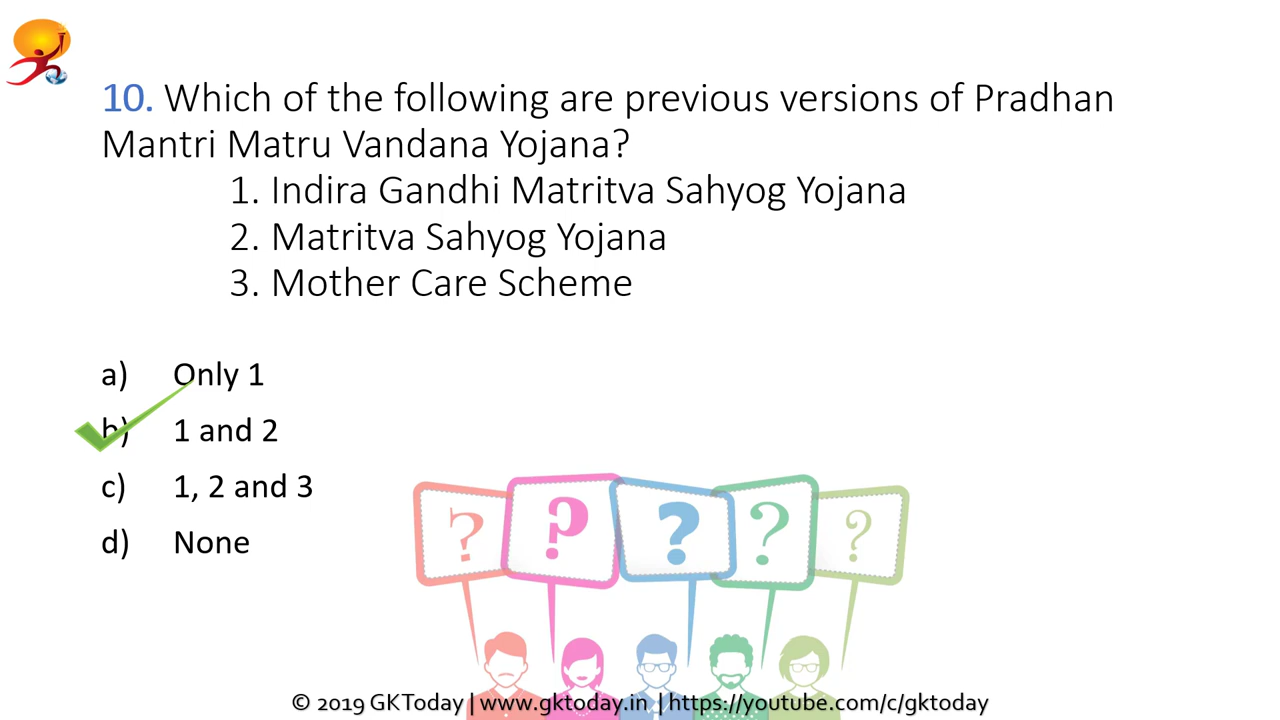 10. Which of the following are previous versions of Pradhan
Mantri Matru Vandana Yojana?
1. Indira Gandhi Matritva Sahyog Yojana
2. Matritva Sahyog Yojana
3. Mother Care Scheme
a) Only 1
b) 1 and 2
c) 1, 2 and 3
d) None
? ? ? ? ?
© 2019 GKToday | www.gktoday.in | https://youtube.com/c/gktoday